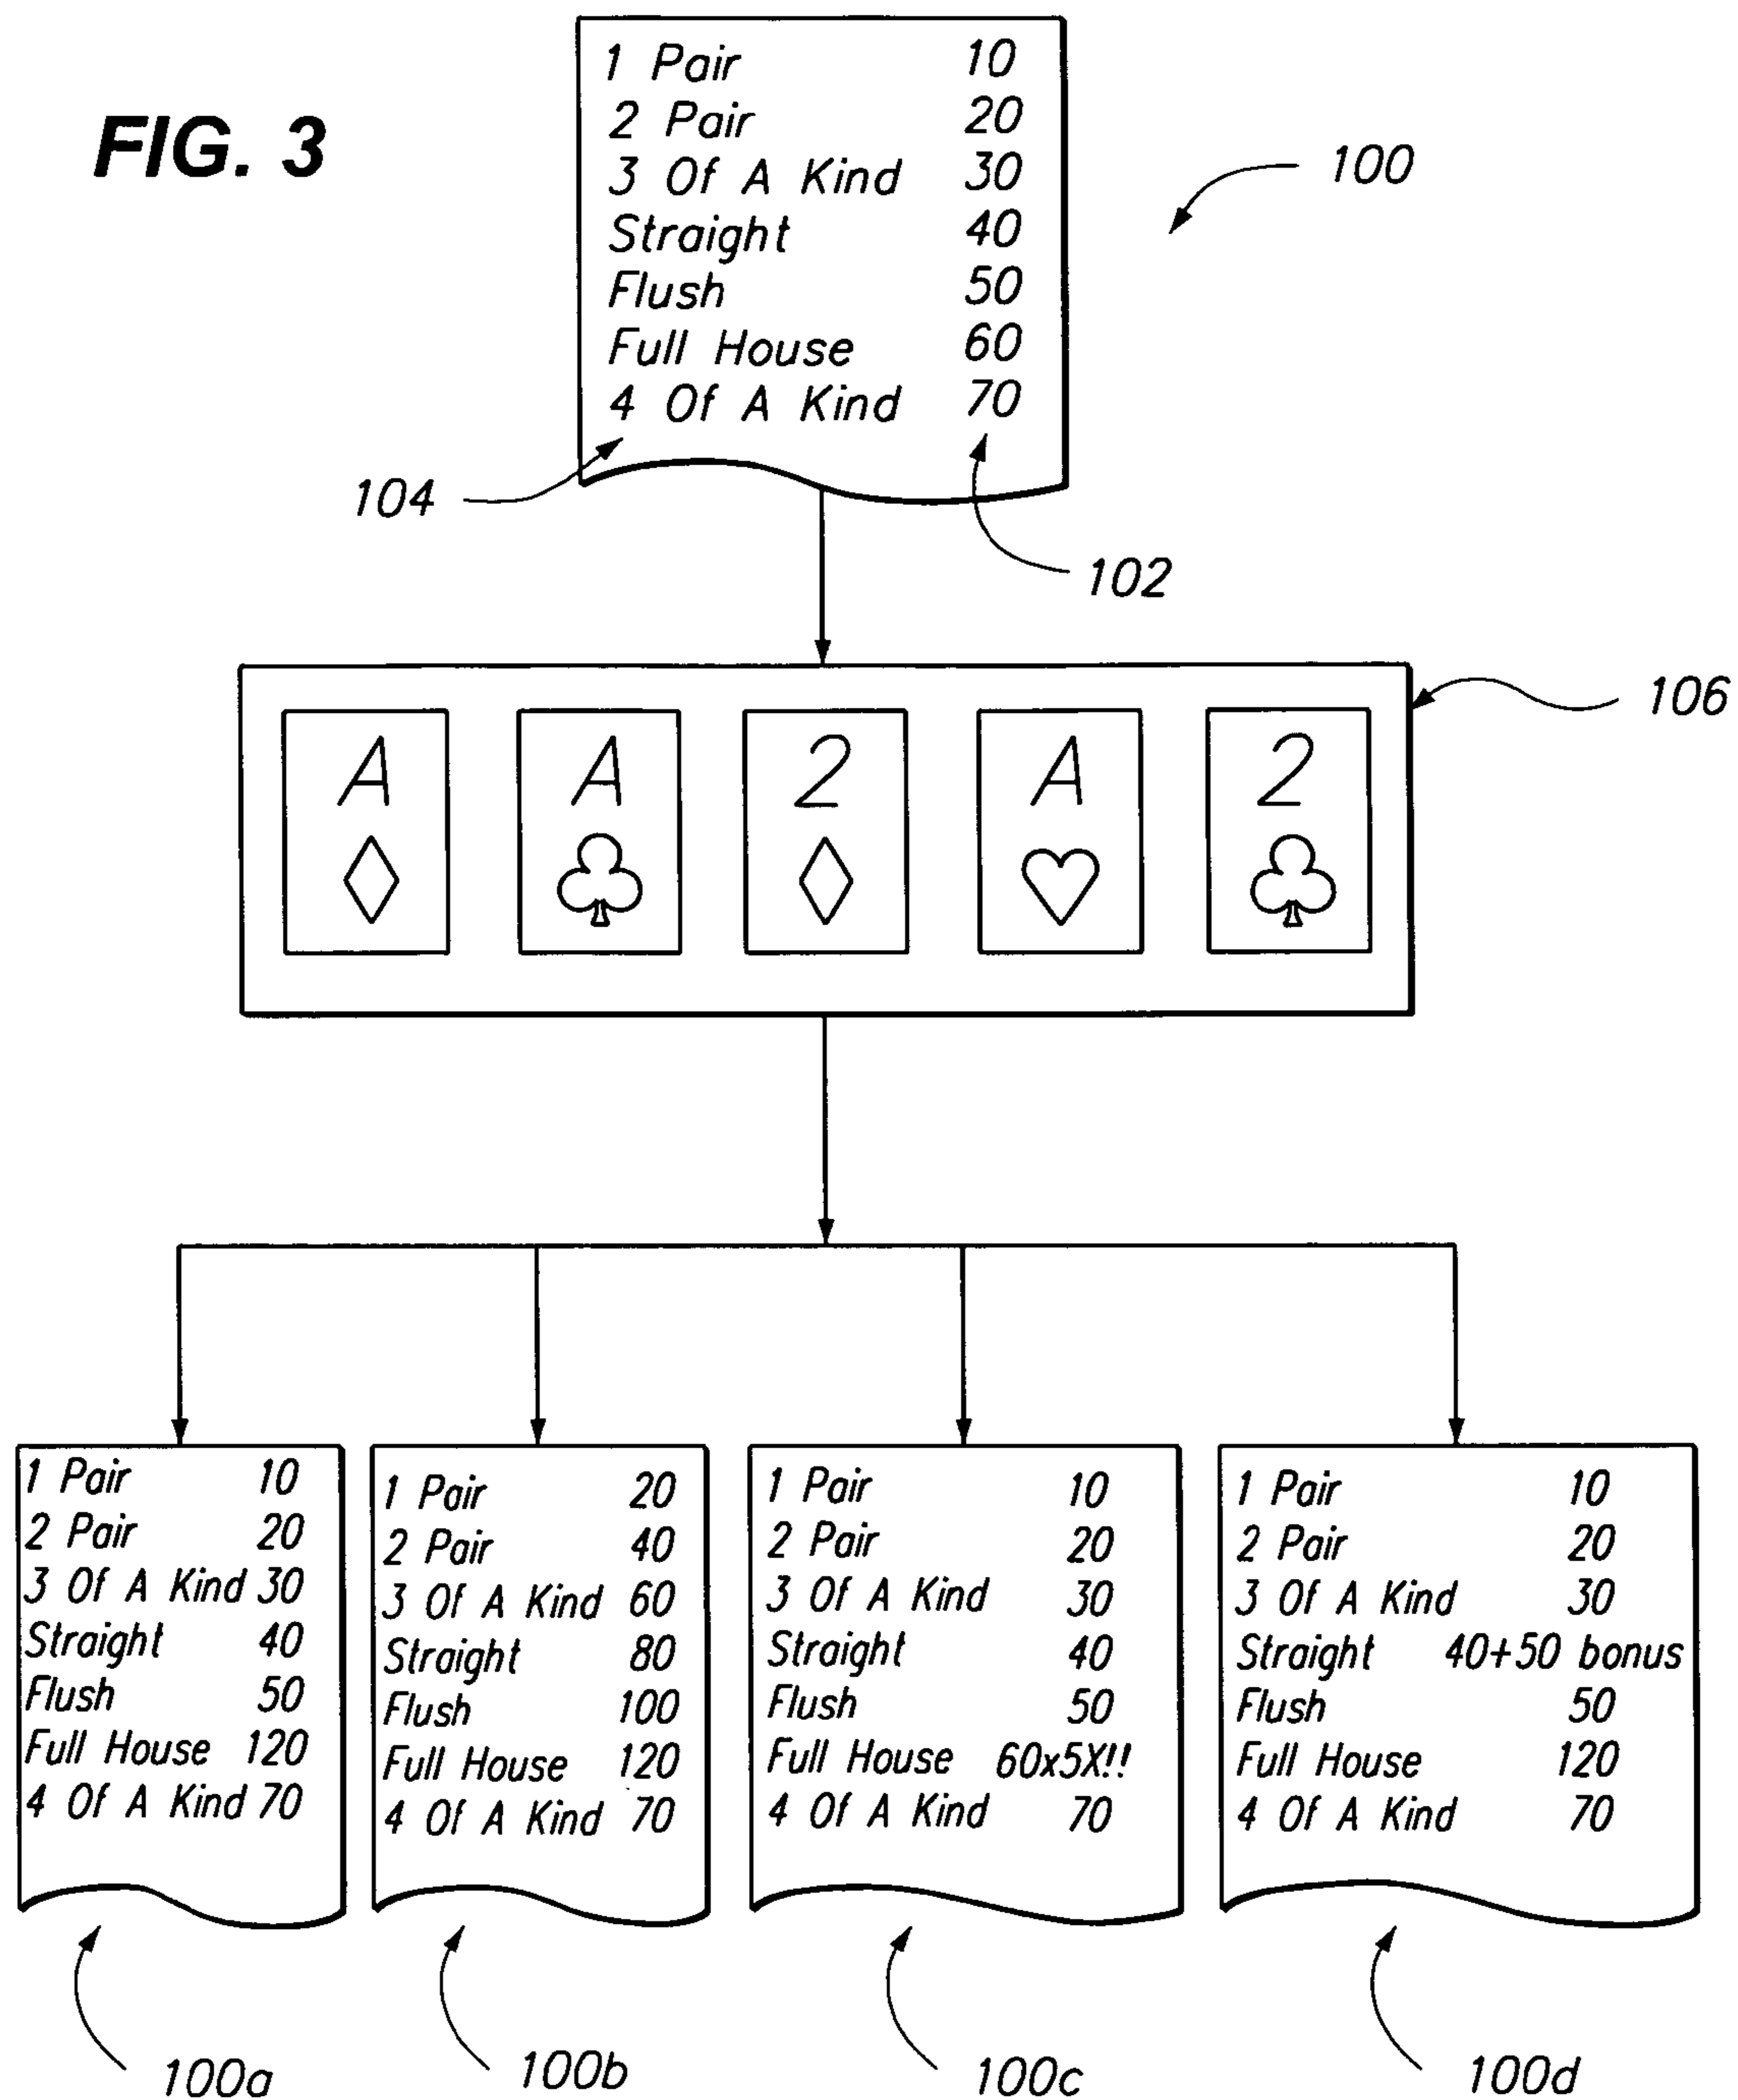 FIG. 3
1 Pair 10
2 Pair 20
3 Of A Kind 30
Straight 40
Flush 50
Full House 60
4 Of A Kind 70
100
104
102
106
A A 2 A 2
1 Pair 10
2 Pair 20
3 Of A Kind 30
Straight 40
Flush 50
Full House 120
4 Of A Kind 70
100a
1 Pair 20
2 Pair 40
3 Of A Kind 60
Straight 80
Flush 100
Full House 120
4 Of A Kind 70
100b
1 Pair 10
2 Pair 20
3 Of A Kind 30
Straight 40
Flush 50
Full House 60x5X!!
4 Of A Kind 70
100c
1 Pair 10
2 Pair 20
3 Of A Kind 30
Straight 40+50 bonus
Flush 50
Full House 120
4 Of A Kind 70
100d